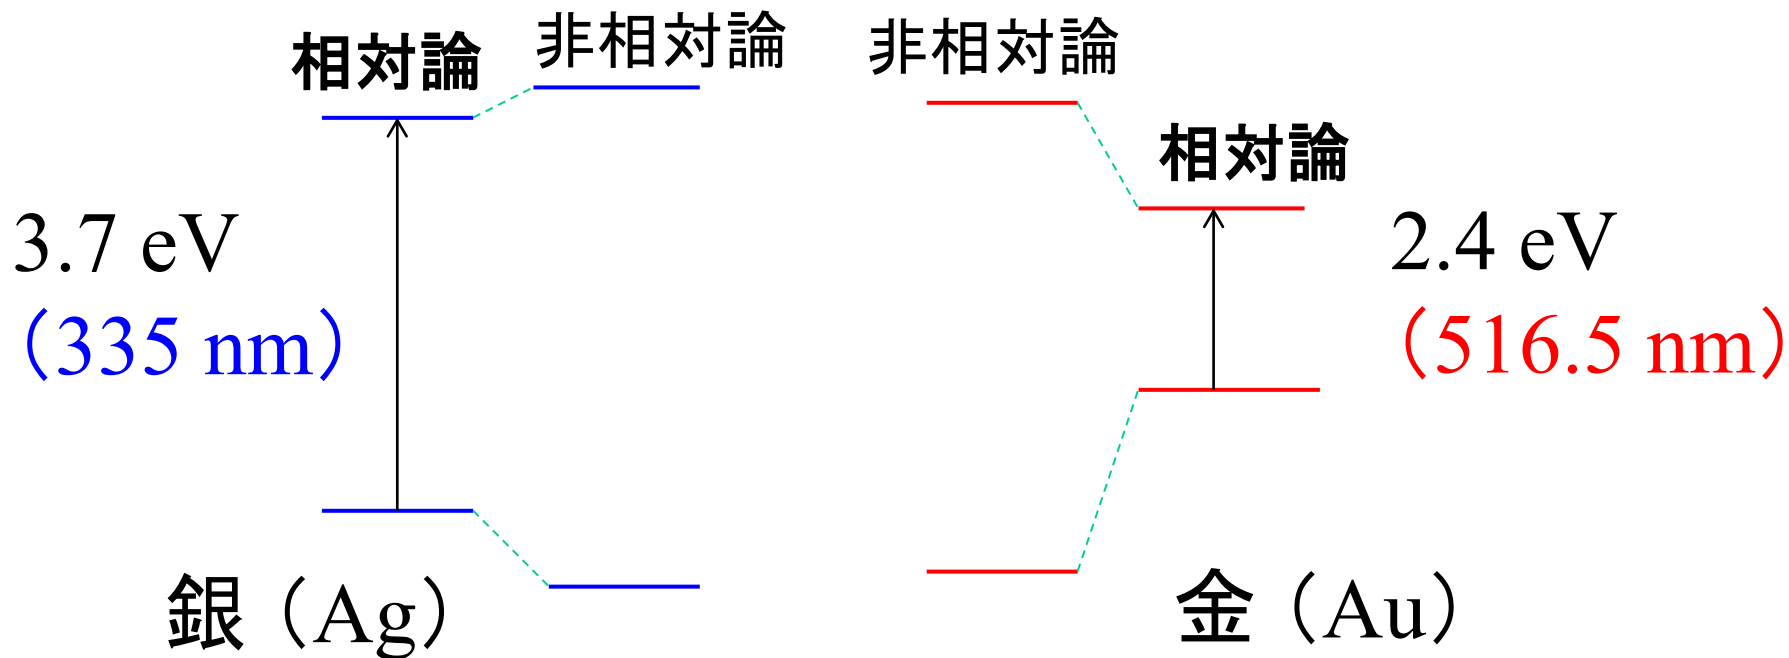 相対論
非相対論
3.7 eV
（335 nm）
銀（Ag）
非相対論
相対論
2.4 eV
（516.5 nm）
金（Au）